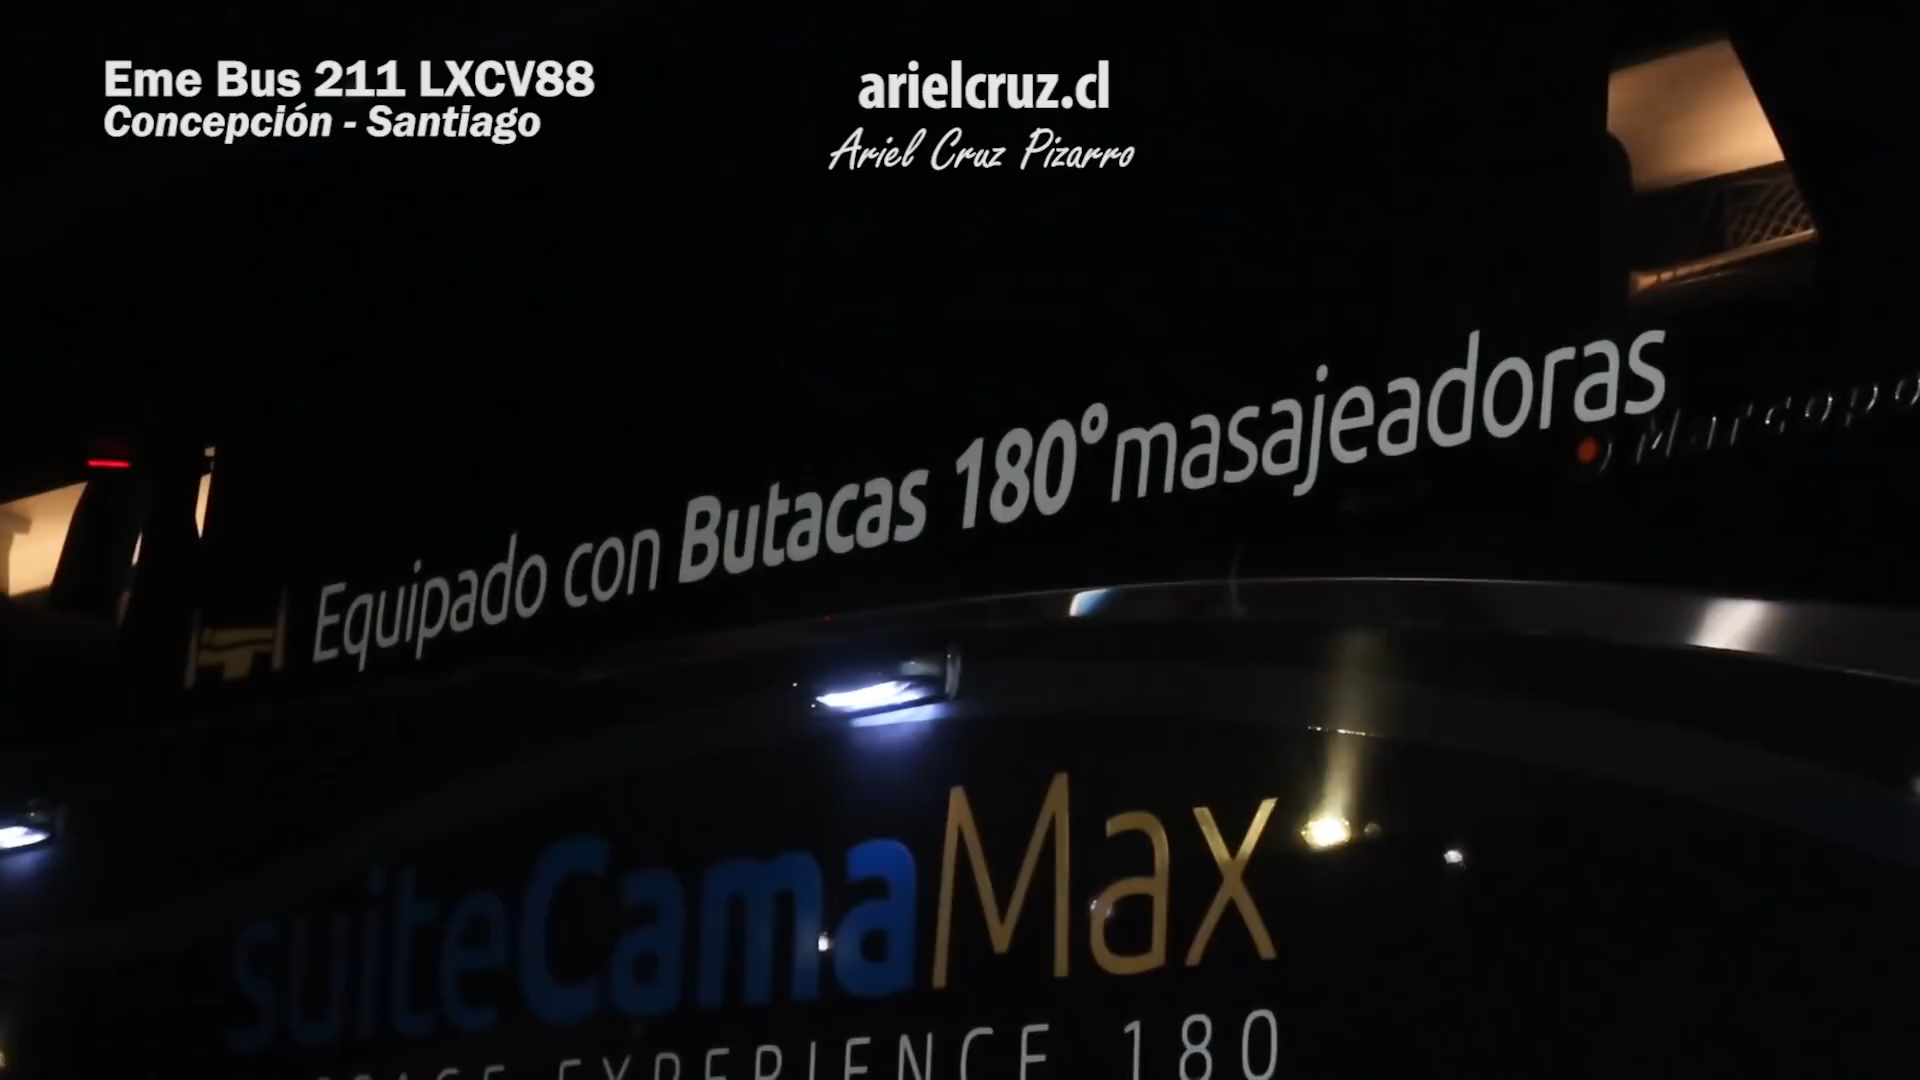 Eme Bus 211 LXCV88
Concepción - Santiago
arielcruz.cl
Ariel Cruz Pizarro
Equipado con Butacas 180° masajeadoras
suiteCamaMax
EXPERIENCE 180